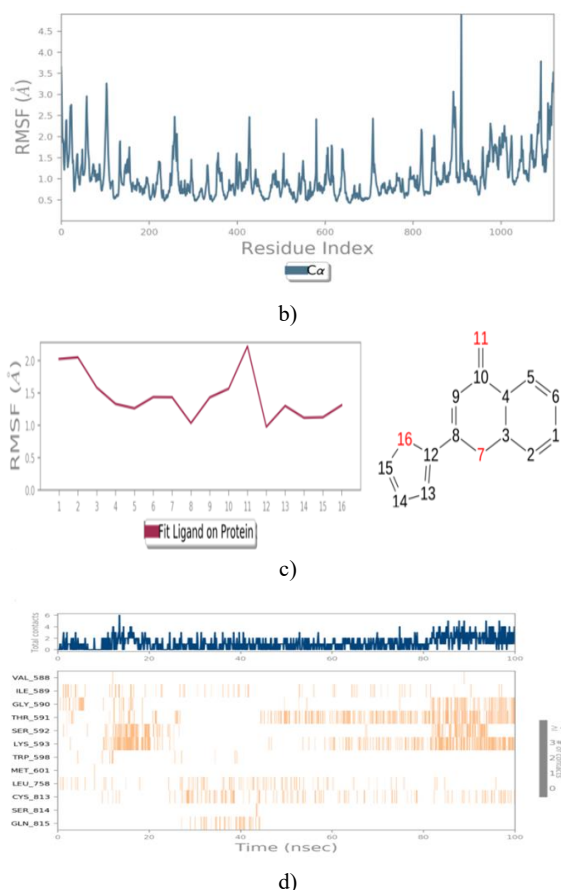 4.5
4.0
3.5
3.0
2.5
2.0
1.5
1.0
0.5
RMSF (Å)
0 200 400 600 800 1000
Residue Index
Cα
b)
2.0
1.5
1.0
0.5
0.0
RMSF (Å)
1 2 3 4 5 6 7 8 9 10 11 12 13 14 15 16
Fit Ligand on Protein
11
10 5
9 4 6
16 8 3 1
12 7 2
15
14 13
c)
Total contacts
6
4
2
0
0 20 40 60 80 100
VAL_588
ILE_589
GLY_590
THR_591
SER_592
LYS_593
TRP_598
MET_601
LEU_758
CYS_813
SER_814
GLN_815
0 20 40 60 80 100
Time (nsec)
3
2
1
0
d)